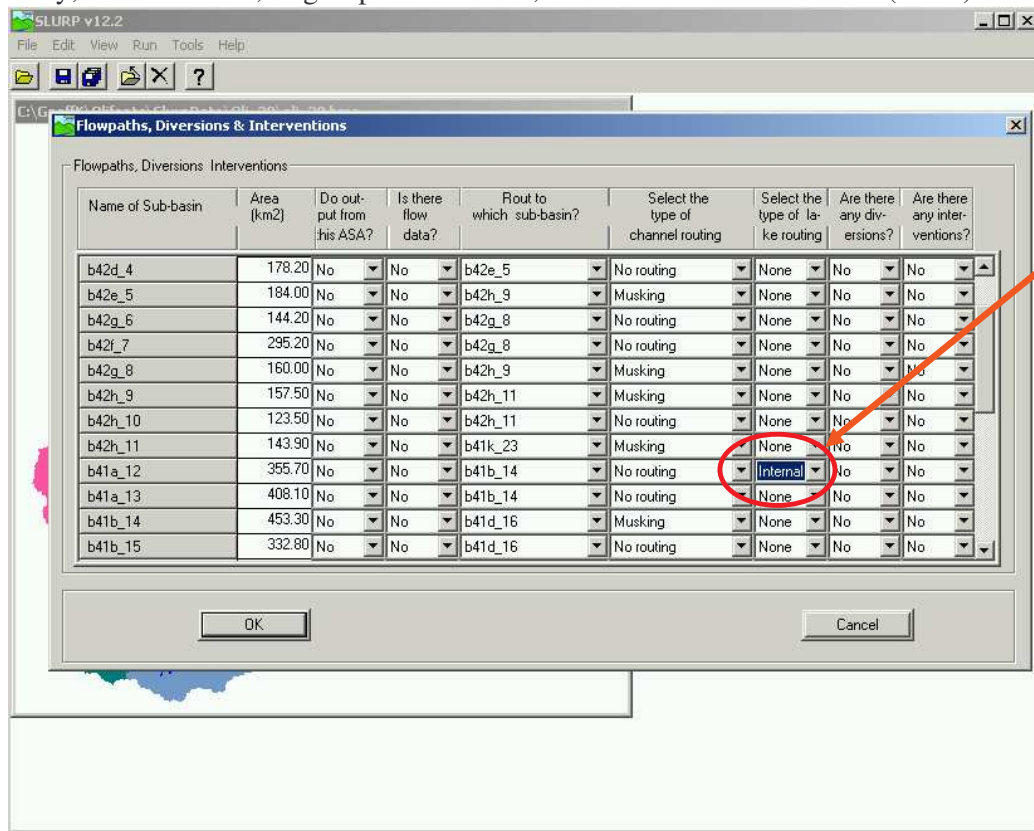 SLURP v12.2
File Edit View Run Tools Help
Flowpaths, Diversions & Interventions
Flowpaths, Diversions Interventions
Name of Sub-basin Area (km2) Do out-put from his ASA? Is there flow data? Rout to which sub-basin? Select the type of channel routing Select the type of la-ke routing Are there any div-ersions? Are there any inter-ventions?
b42d_4 178.20 No No b42e_5 No routing None No No
b42e_5 184.00 No No b42h_9 Musking None No No
b42g_6 144.20 No No b42g_8 No routing None No No
b42f_7 295.20 No No b42g_8 No routing None No No
b42g_8 160.00 No No b42h_9 Musking None No No
b42h_9 157.50 No No b42h_11 Musking None No No
b42h_10 123.50 No No b42h_11 No routing None No No
b42h_11 143.90 No No b41k_23 Musking None No No
b41a_12 355.70 No No b41b_14 No routing Internal No No
b41a_13 408.10 No No b41b_14 No routing None No No
b41b_14 453.30 No No b41d_16 Musking None No No
b41b_15 332.80 No No b41d_16 No routing None No No
OK Cancel